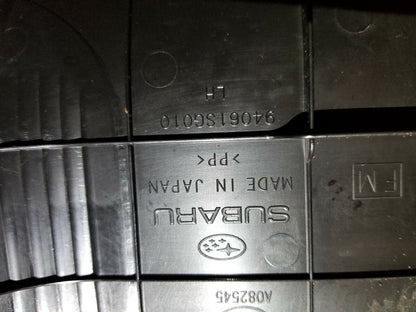 A082545
SUBARU
MADE IN JAPAN
>PP<
FM
94061SG010
LH